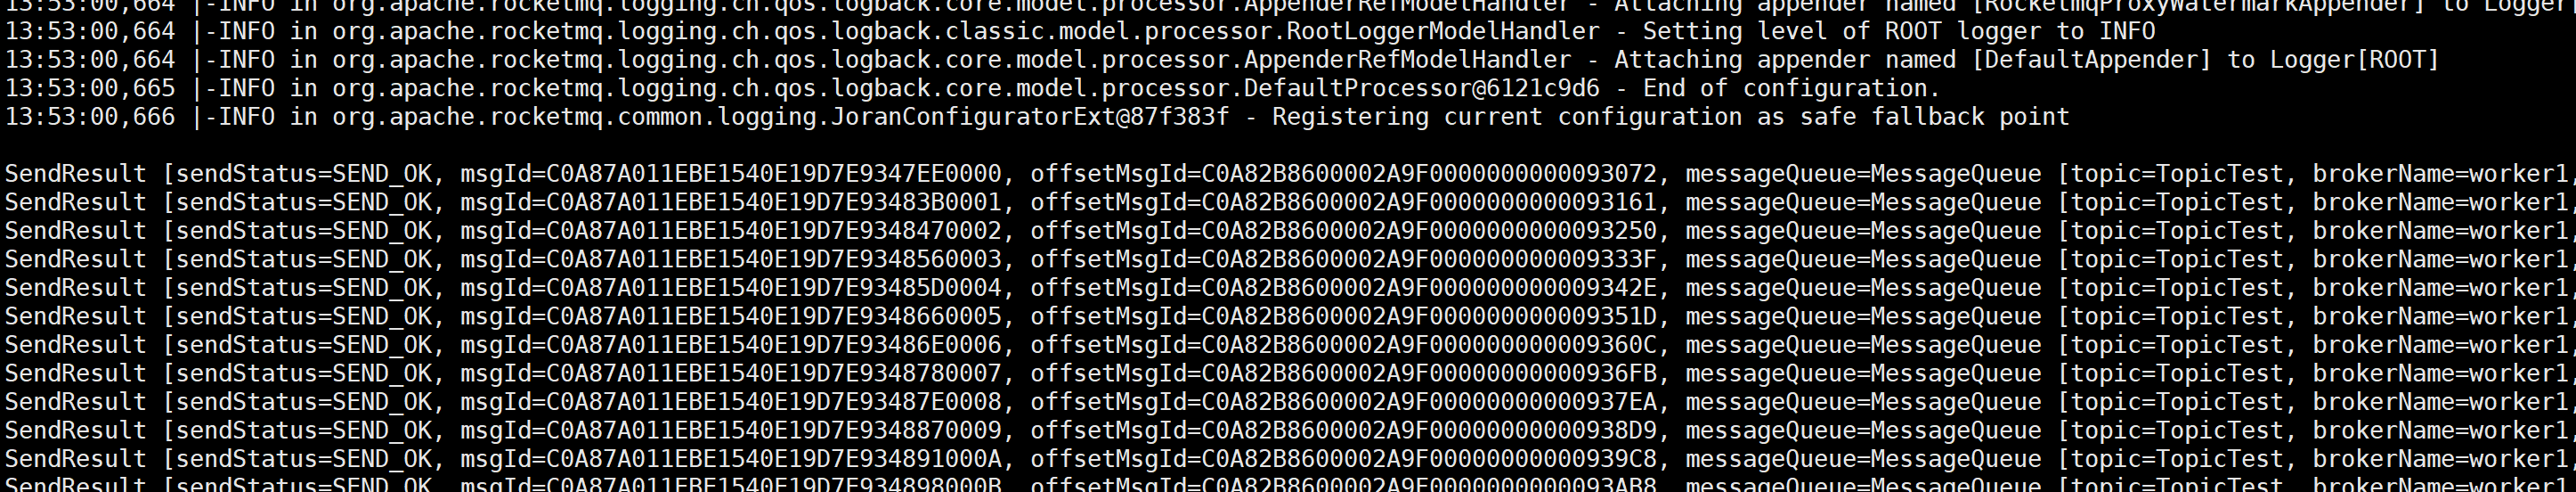 13:53:00,664 |-INFO in org.apache.rocketmq.logging.ch.qos.logback.core.model.processor.AppenderRefModelHandler - Attaching appender named [RocketmqProxyWatermarkAppender] to Logger[
13:53:00,664 |-INFO in org.apache.rocketmq.logging.ch.qos.logback.classic.model.processor.RootLoggerModelHandler - Setting level of ROOT logger to INFO
13:53:00,664 |-INFO in org.apache.rocketmq.logging.ch.qos.logback.core.model.processor.AppenderRefModelHandler - Attaching appender named [DefaultAppender] to Logger[ROOT]
13:53:00,665 |-INFO in org.apache.rocketmq.logging.ch.qos.logback.core.model.processor.DefaultProcessor@6121c9d6 - End of configuration.
13:53:00,666 |-INFO in org.apache.rocketmq.common.logging.JoranConfiguratorExt@87f383f - Registering current configuration as safe fallback point
SendResult [sendStatus=SEND_OK, msgId=C0A87A011EBE1540E19D7E9347EE0000, offsetMsgId=C0A82B8600002A9F0000000000093072, messageQueue=MessageQueue [topic=TopicTest, brokerName=worker1,
SendResult [sendStatus=SEND_OK, msgId=C0A87A011EBE1540E19D7E93483B0001, offsetMsgId=C0A82B8600002A9F0000000000093161, messageQueue=MessageQueue [topic=TopicTest, brokerName=worker1,
SendResult [sendStatus=SEND_OK, msgId=C0A87A011EBE1540E19D7E9348470002, offsetMsgId=C0A82B8600002A9F0000000000093250, messageQueue=MessageQueue [topic=TopicTest, brokerName=worker1,
SendResult [sendStatus=SEND_OK, msgId=C0A87A011EBE1540E19D7E9348560003, offsetMsgId=C0A82B8600002A9F000000000009333F, messageQueue=MessageQueue [topic=TopicTest, brokerName=worker1,
SendResult [sendStatus=SEND_OK, msgId=C0A87A011EBE1540E19D7E93485D0004, offsetMsgId=C0A82B8600002A9F000000000009342E, messageQueue=MessageQueue [topic=TopicTest, brokerName=worker1,
SendResult [sendStatus=SEND_OK, msgId=C0A87A011EBE1540E19D7E9348660005, offsetMsgId=C0A82B8600002A9F000000000009351D, messageQueue=MessageQueue [topic=TopicTest, brokerName=worker1,
SendResult [sendStatus=SEND_OK, msgId=C0A87A011EBE1540E19D7E93486E0006, offsetMsgId=C0A82B8600002A9F000000000009360C, messageQueue=MessageQueue [topic=TopicTest, brokerName=worker1,
SendResult [sendStatus=SEND_OK, msgId=C0A87A011EBE1540E19D7E9348780007, offsetMsgId=C0A82B8600002A9F00000000000936FB, messageQueue=MessageQueue [topic=TopicTest, brokerName=worker1,
SendResult [sendStatus=SEND_OK, msgId=C0A87A011EBE1540E19D7E93487E0008, offsetMsgId=C0A82B8600002A9F00000000000937EA, messageQueue=MessageQueue [topic=TopicTest, brokerName=worker1,
SendResult [sendStatus=SEND_OK, msgId=C0A87A011EBE1540E19D7E9348870009, offsetMsgId=C0A82B8600002A9F00000000000938D9, messageQueue=MessageQueue [topic=TopicTest, brokerName=worker1,
SendResult [sendStatus=SEND_OK, msgId=C0A87A011EBE1540E19D7E934891000A, offsetMsgId=C0A82B8600002A9F00000000000939C8, messageQueue=MessageQueue [topic=TopicTest, brokerName=worker1,
SendResult [sendStatus=SEND_OK, msgId=C0A87A011EBE1540E19D7E934898000B, offsetMsgId=C0A82B8600002A9F0000000000093AB8, messageQueue=MessageQueue [topic=TopicTest, brokerName=worker1,